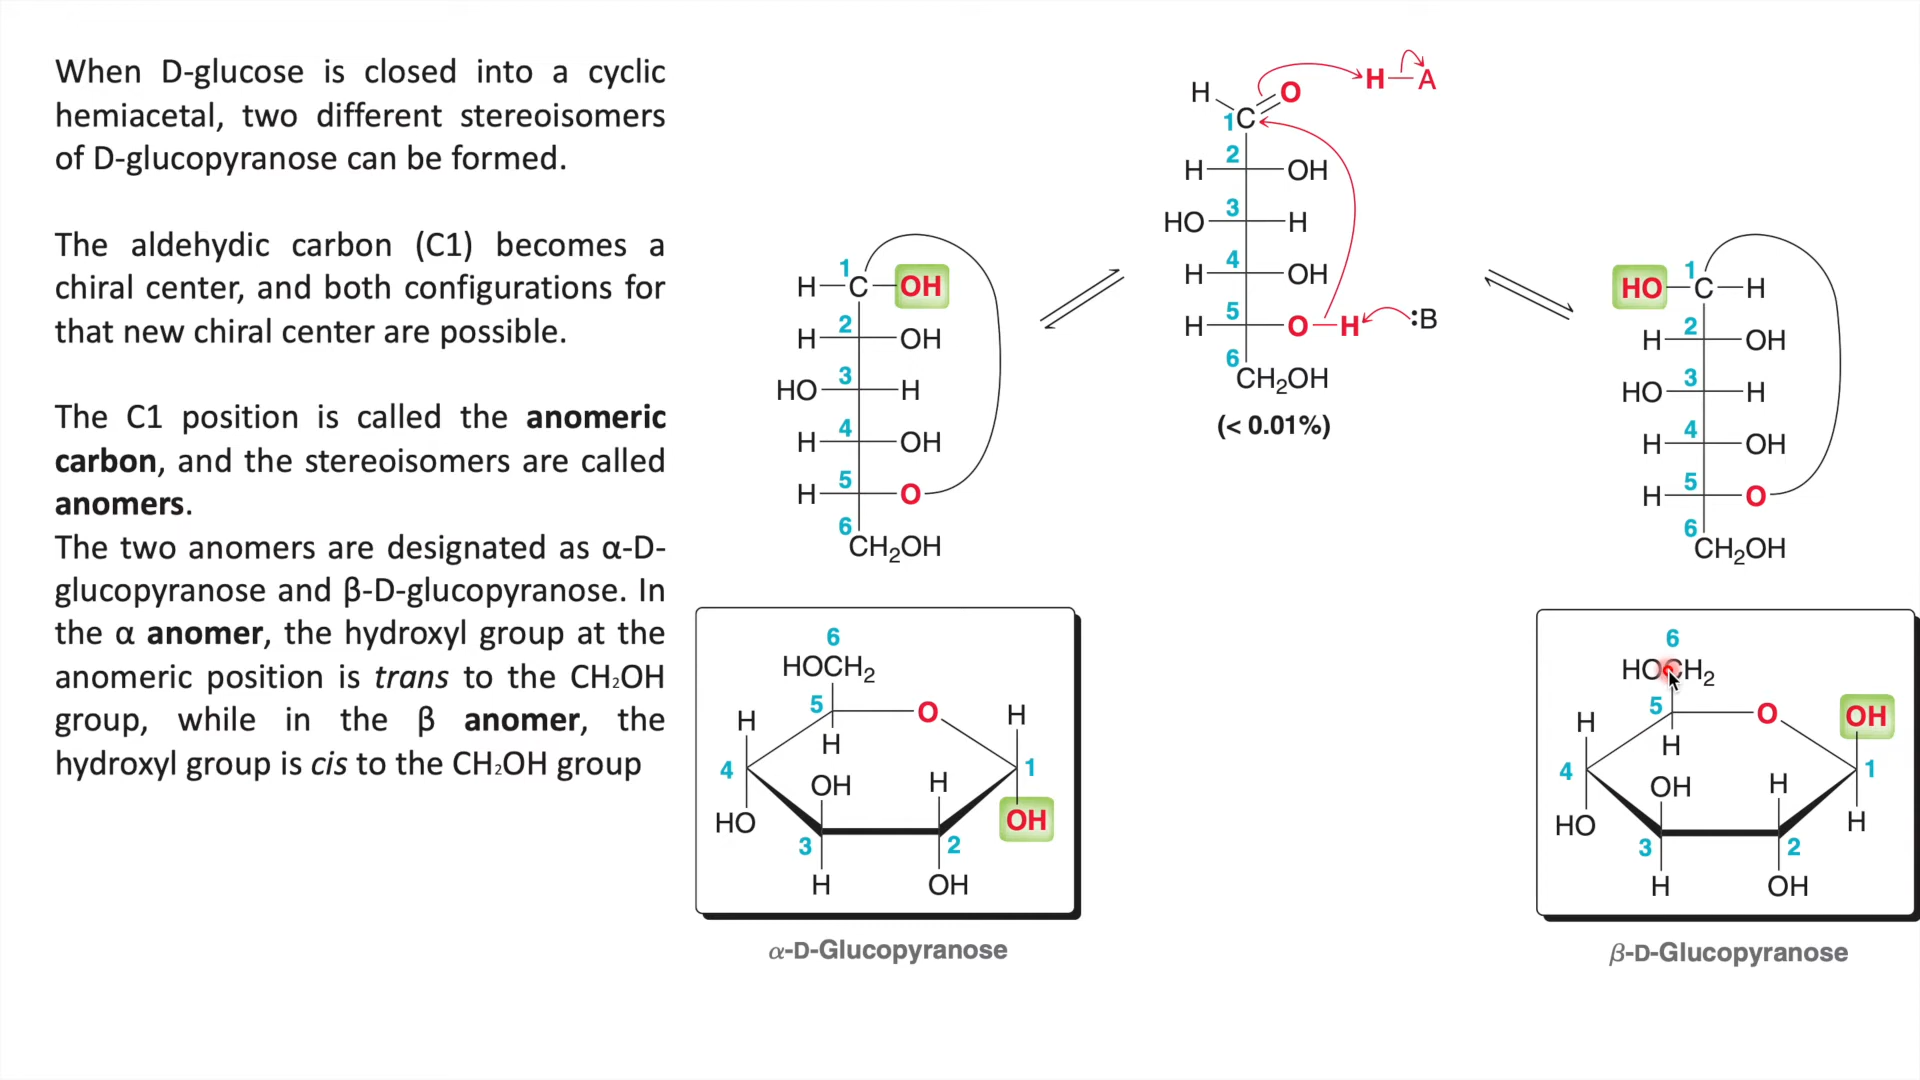 When D-glucose is closed into a cyclic
hemiacetal, two different stereoisomers
of D-glucopyranose can be formed.
The aldehydic carbon (C1) becomes a
chiral center, and both configurations for
that new chiral center are possible.
The C1 position is called the anomeric
carbon, and the stereoisomers are called
anomers.
The two anomers are designated as α-D-
glucopyranose and β-D-glucopyranose. In
the α anomer, the hydroxyl group at the
anomeric position is trans to the CH₂OH
group, while in the β anomer, the
hydroxyl group is cis to the CH₂OH group
H O H A
1 C
2
H OH
3
HO H
4
H OH
5
H O H :B
6
CH₂OH
(< 0.01%)
1
H C OH
2
H OH
3
HO H
4
H OH
5
H O
6
CH₂OH
1
HO C H
2
H OH
3
HO H
4
H OH
5
H O
6
CH₂OH
6
HOCH₂
5 O
H H
H
4 1
OH H
HO OH
3 2
H OH
α-D-Glucopyranose
6
HOCH₂
5 O OH
H
H
4 1
OH H
HO H
3 2
H OH
β-D-Glucopyranose